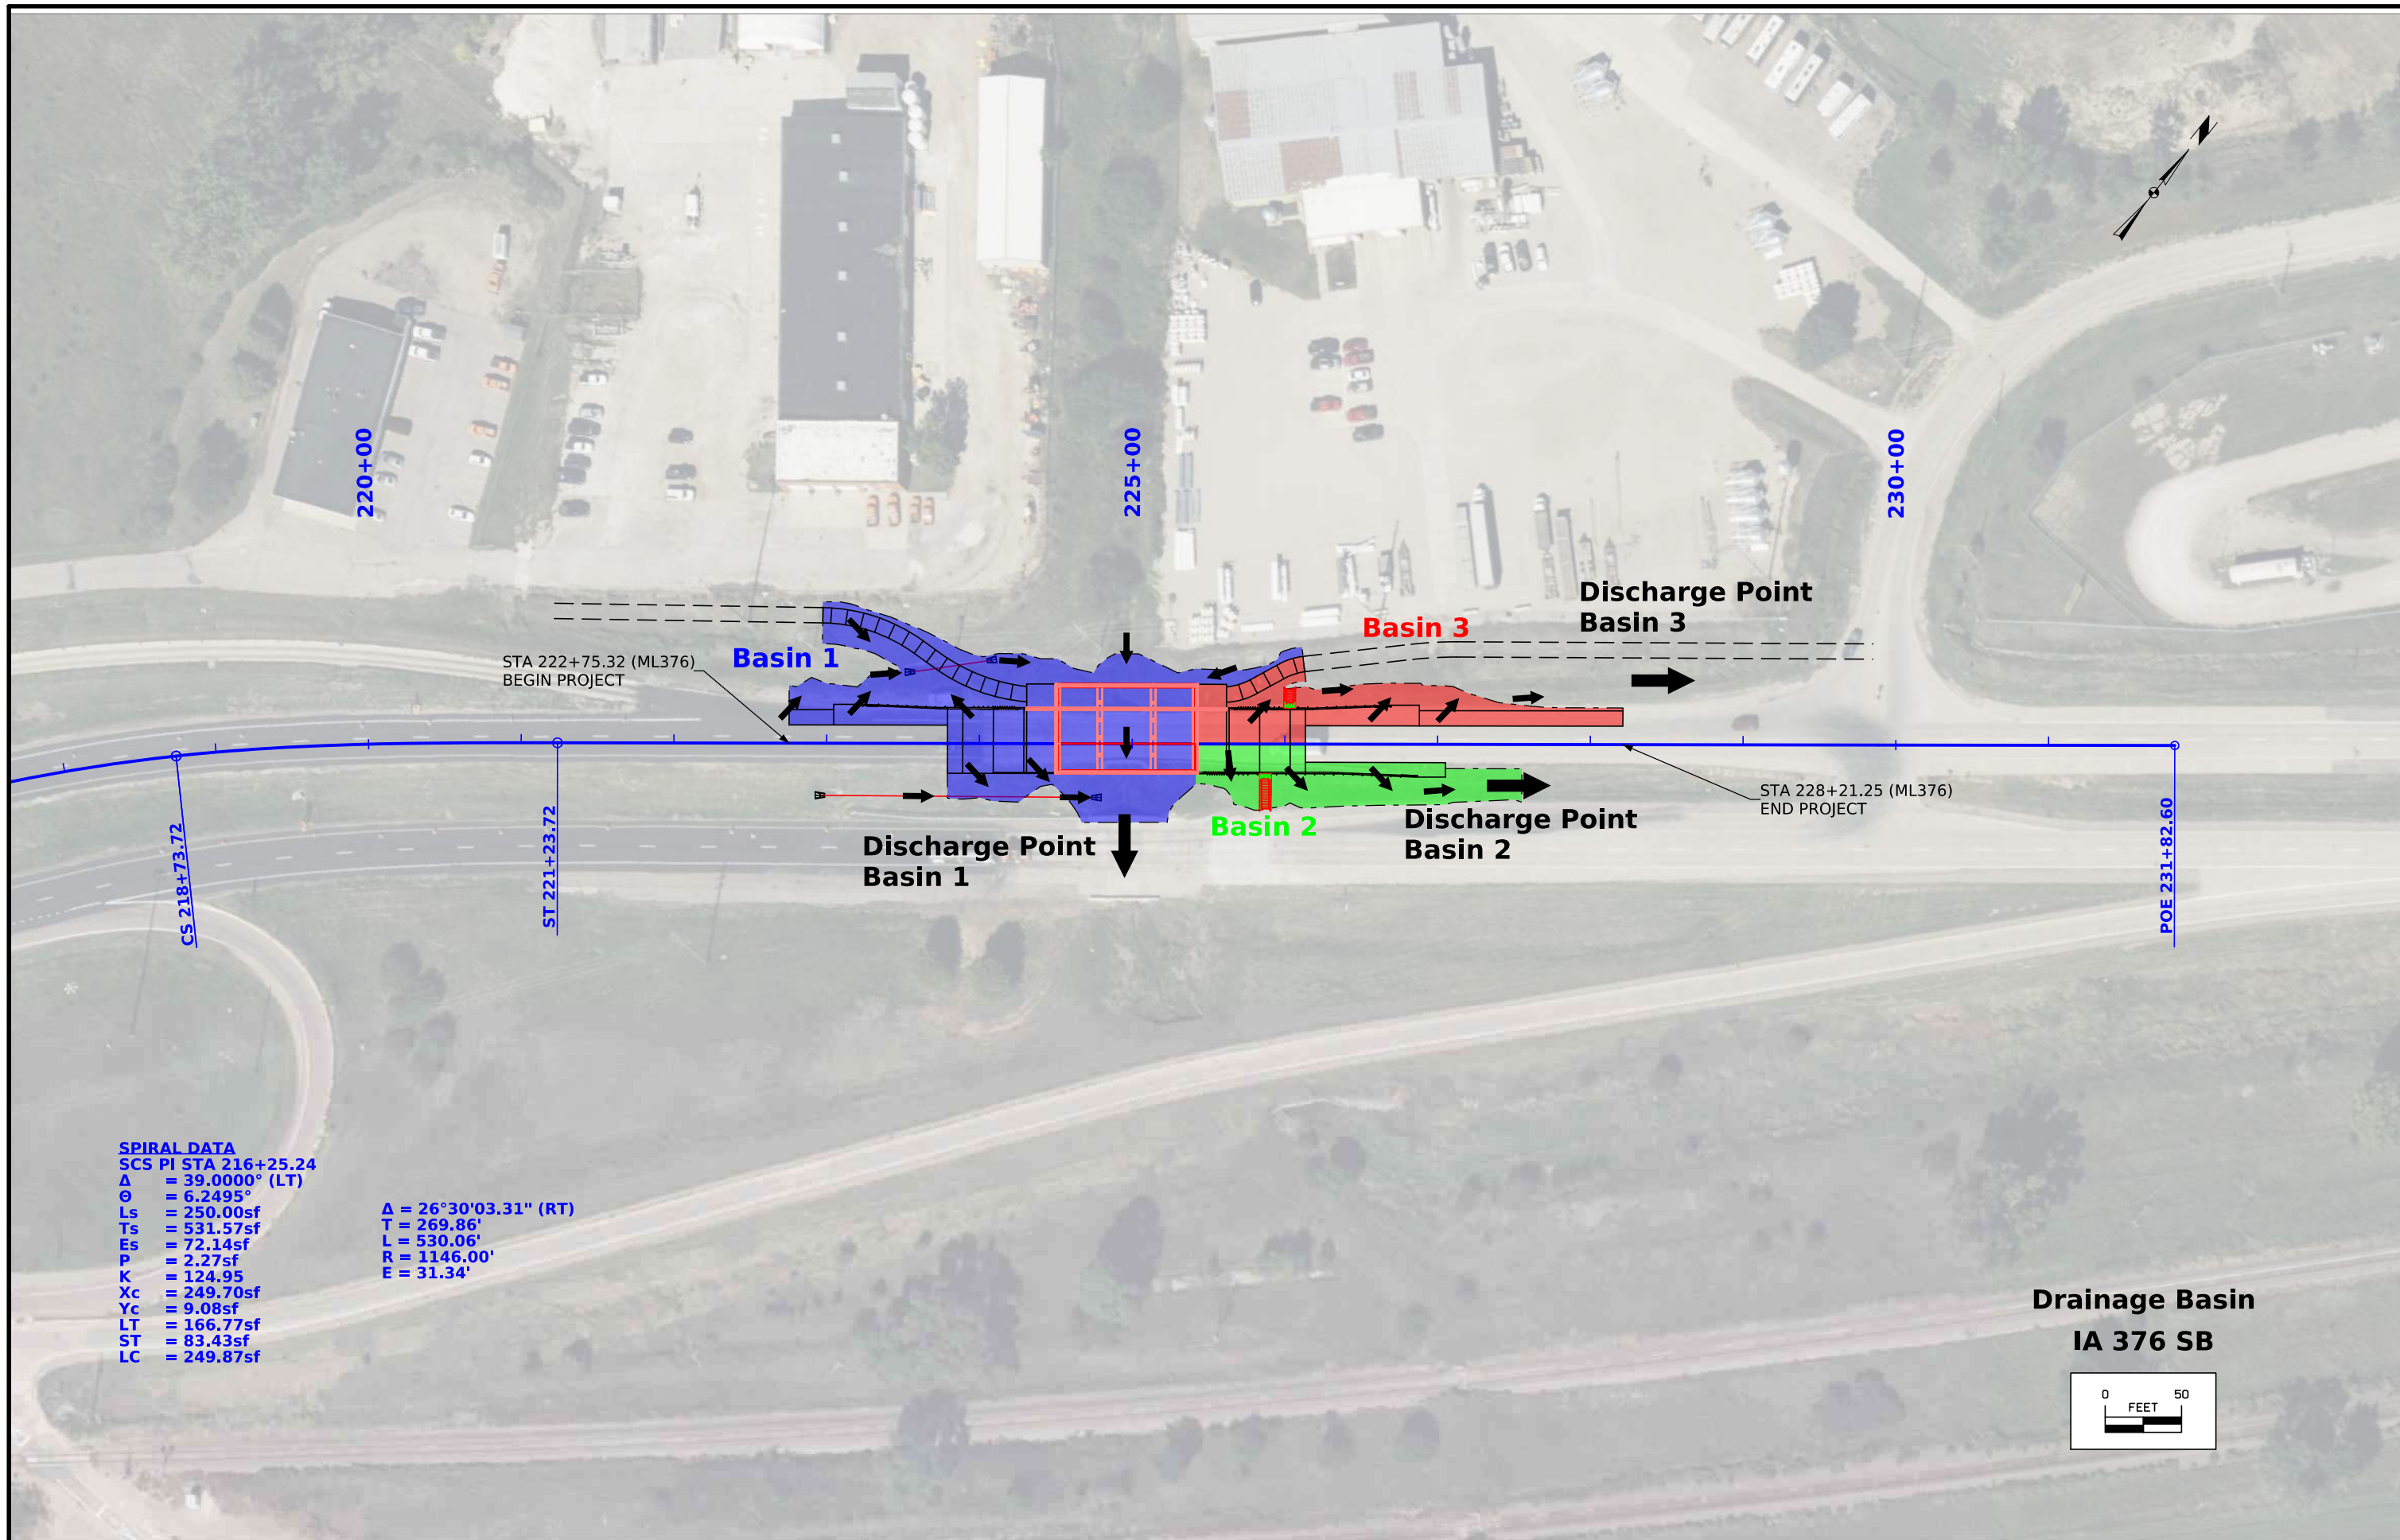 220+00
225+00
230+00
Discharge Point
Basin 3
Basin 3
Basin 1
STA 222+75.32 (ML376)
BEGIN PROJECT
STA 228+21.25 (ML376)
END PROJECT
Basin 2
Discharge Point
Basin 2
Discharge Point
Basin 1
CS 218+73.72
ST 221+23.72
POE 231+82.60
SPIRAL DATA
SCS PI STA 216+25.24
Δ = 39.0000° (LT)
Θ = 6.2495°
Ls = 250.00sf
Ts = 531.57sf
Es = 72.14sf
P = 2.27sf
K = 124.95
Xc = 249.70sf
Yc = 9.08sf
LT = 166.77sf
ST = 83.43sf
LC = 249.87sf
Δ = 26°30'03.31" (RT)
T = 269.86'
L = 530.06'
R = 1146.00'
E = 31.34'
Drainage Basin
IA 376 SB
0 50
FEET